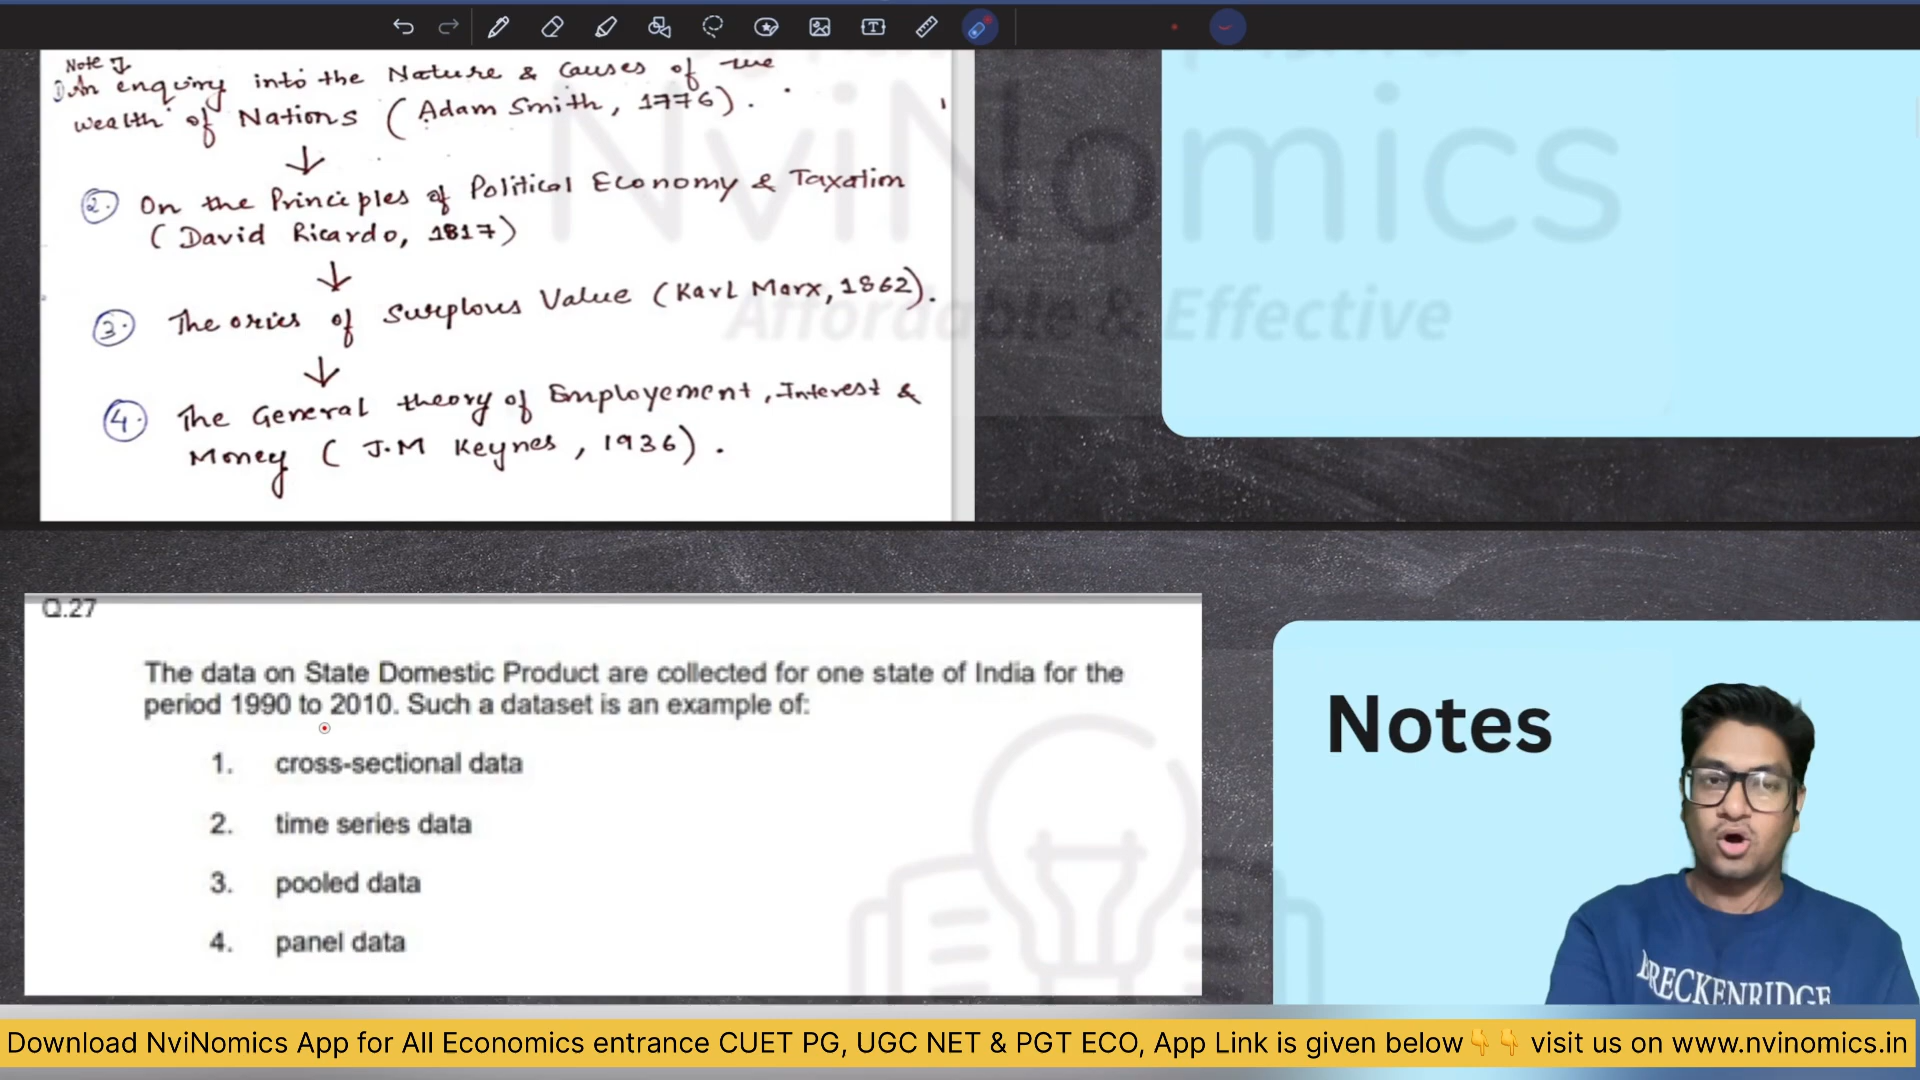 Note
① An enquiry into the Nature & Causes of the
wealth of Nations (Adam Smith, 1776).
②. On the Principles of Political Economy & Taxation
(David Ricardo, 1817)
③. Theories of Surplous Value (Karl Marx, 1862).
④. The General theory of Employement, Interest &
Money (J.M Keynes, 1936).
NviNomics
Affordable & Effective
Q.27
The data on State Domestic Product are collected for one state of India for the
period 1990 to 2010. Such a dataset is an example of:
1. cross-sectional data
2. time series data
3. pooled data
4. panel data
Notes
BRECKENRIDGE
Download NviNomics App for All Economics entrance CUET PG, UGC NET & PGT ECO, App Link is given below👇👇 visit us on www.nvinomics.in